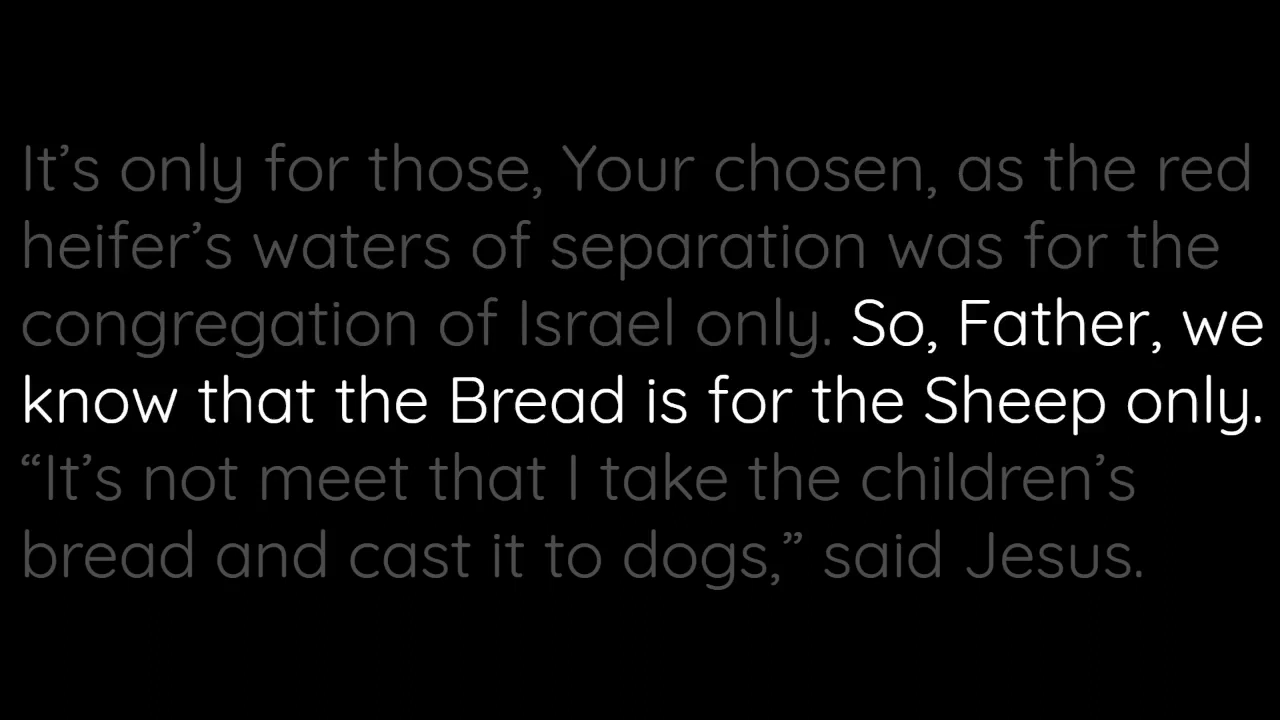 It’s only for those, Your chosen, as the red
heifer’s waters of separation was for the
congregation of Israel only. So, Father, we
know that the Bread is for the Sheep only.
“It’s not meet that I take the children’s
bread and cast it to dogs,” said Jesus.